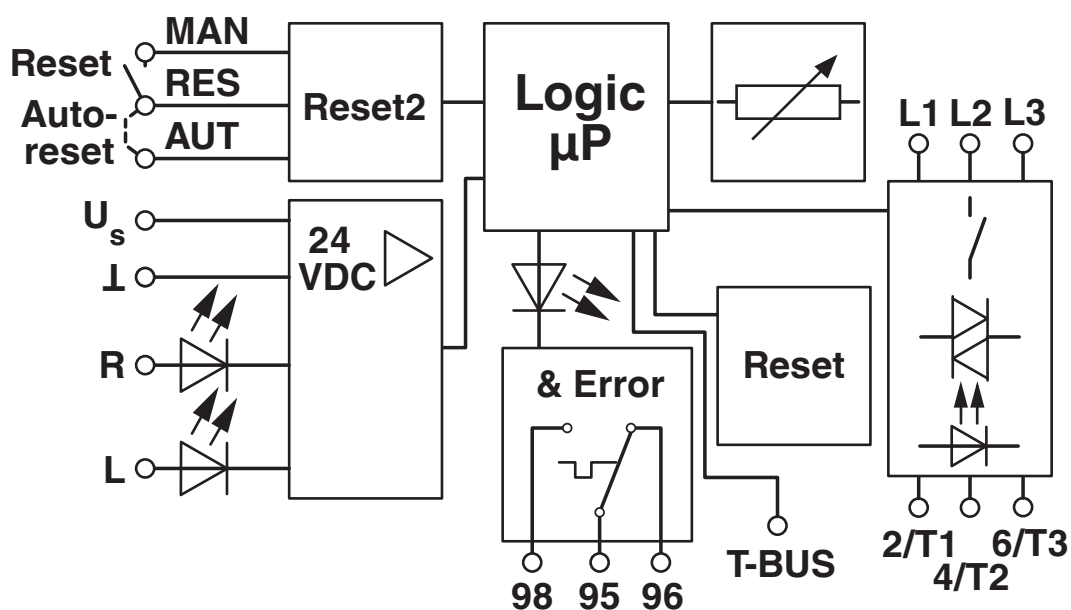 MAN
Reset
RES
Auto-
reset
AUT
Reset2
Logic
µP
L1 L2 L3
Us
⊥
24
VDC
R
L
& Error
Reset
98 95 96
T-BUS
2/T1 6/T3
4/T2